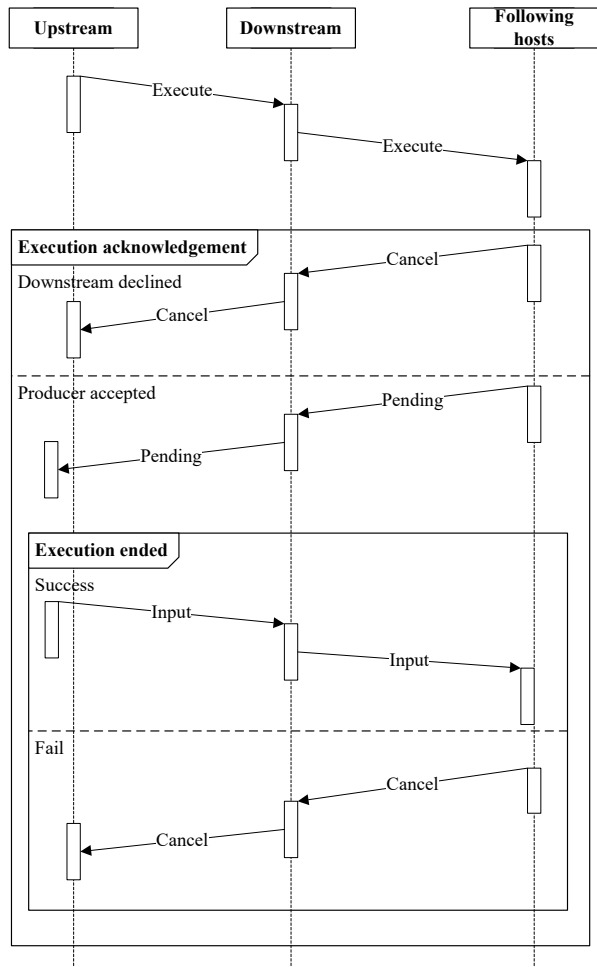 Upstream
Downstream
Following
hosts
Execute
Execute
Execution acknowledgement
Cancel
Downstream declined
Cancel
Producer accepted
Pending
Pending
Execution ended
Success
Input
Input
Fail
Cancel
Cancel